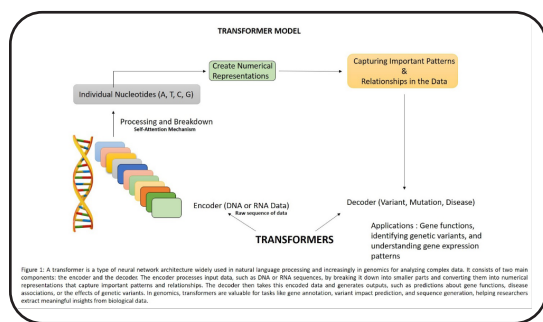 TRANSFORMER MODEL
Create Numerical
Representations
Capturing Important Patterns
&
Relationships in the Data
Individual Nucleotides (A, T, C, G)
Processing and Breakdown
Self-Attention Mechanism
Encoder (DNA or RNA Data)
Raw sequence of data
Decoder (Variant, Mutation, Disease)
TRANSFORMERS
Applications : Gene functions,
identifying genetic variants, and
understanding gene expression
patterns
Figure 1: A transformer is a type of neural network architecture widely used in natural language processing and increasingly in genomics for analyzing complex data. It consists of two main
components: the encoder and the decoder. The encoder processes input data, such as DNA or RNA sequences, by breaking it down into smaller parts and converting them into numerical
representations that capture important patterns and relationships. The decoder then takes this encoded data and generates outputs, such as predictions about gene functions, disease
associations, or the effects of genetic variants. In genomics, transformers are valuable for tasks like gene annotation, variant impact prediction, and sequence generation, helping researchers
extract meaningful insights from biological data.